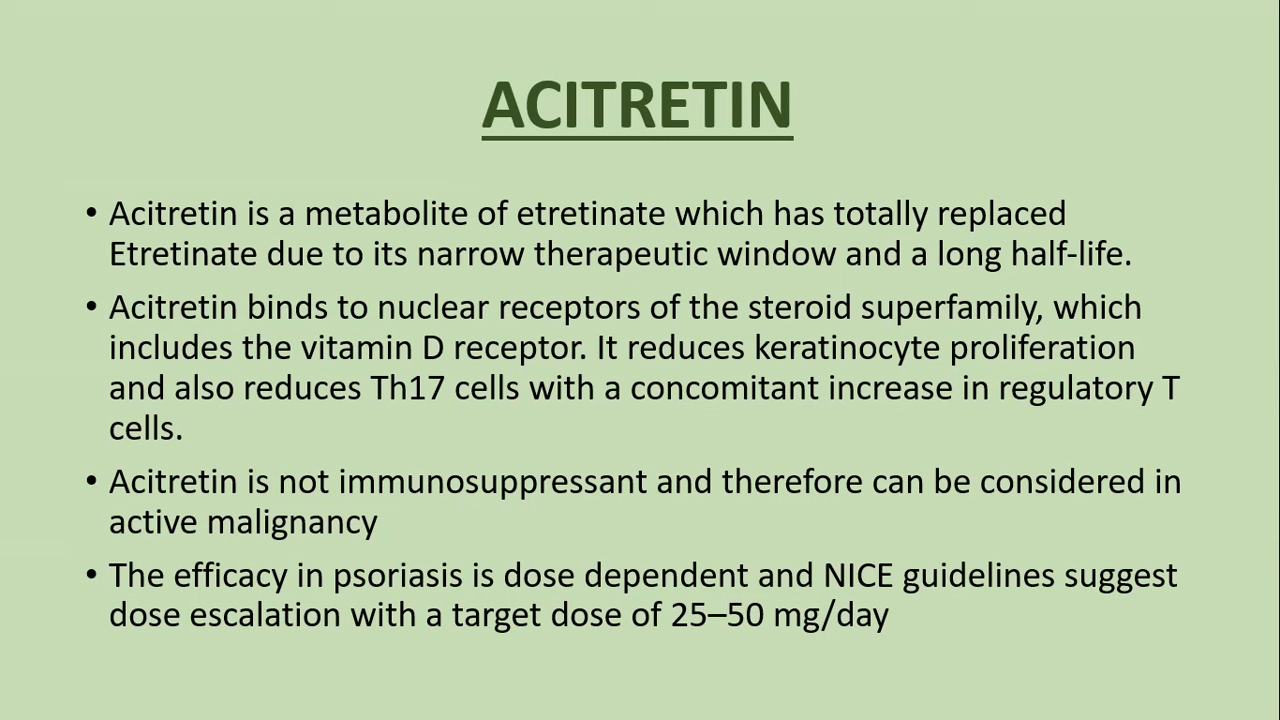 ACITRETIN
• Acitretin is a metabolite of etretinate which has totally replaced
Etretinate due to its narrow therapeutic window and a long half-life.
• Acitretin binds to nuclear receptors of the steroid superfamily, which
includes the vitamin D receptor. It reduces keratinocyte proliferation
and also reduces Th17 cells with a concomitant increase in regulatory T
cells.
• Acitretin is not immunosuppressant and therefore can be considered in
active malignancy
• The efficacy in psoriasis is dose dependent and NICE guidelines suggest
dose escalation with a target dose of 25–50 mg/day